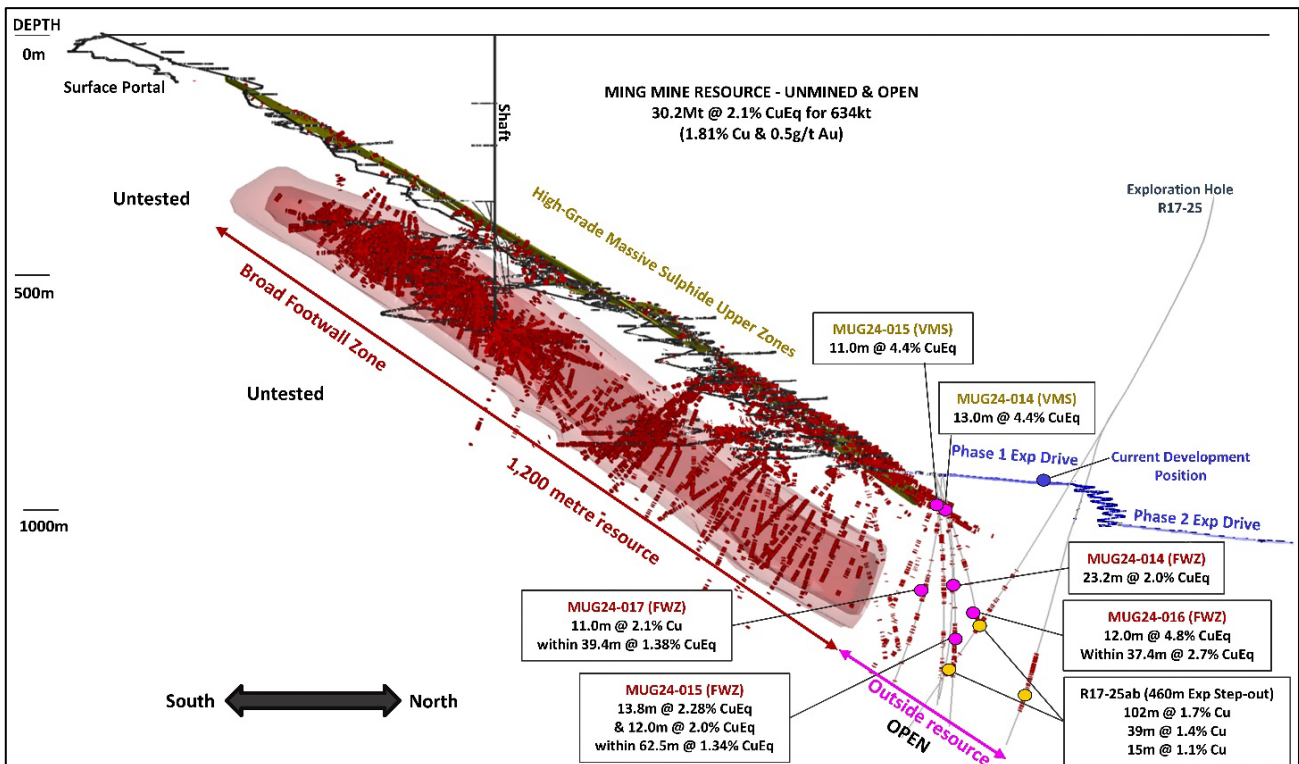 DEPTH
0m
Surface Portal
Shaft
MING MINE RESOURCE - UNMINED & OPEN
30.2Mt @ 2.1% CuEq for 634kt
(1.81% Cu & 0.5g/t Au)
Exploration Hole
R17-25
Untested
High-Grade Massive Sulphide Upper Zones
500m
Broad Footwall Zone
MUG24-015 (VMS)
11.0m @ 4.4% CuEq
Untested
MUG24-014 (VMS)
13.0m @ 4.4% CuEq
Phase 1 Exp Drive
Current Development
Position
1,200 metre resource
1000m
Phase 2 Exp Drive
MUG24-014 (FWZ)
23.2m @ 2.0% CuEq
MUG24-017 (FWZ)
11.0m @ 2.1% Cu
within 39.4m @ 1.38% CuEq
MUG24-016 (FWZ)
12.0m @ 4.8% CuEq
Within 37.4m @ 2.7% CuEq
MUG24-015 (FWZ)
13.8m @ 2.28% CuEq
& 12.0m @ 2.0% CuEq
within 62.5m @ 1.34% CuEq
South
North
Outside resource
OPEN
R17-25ab (460m Exp Step-out)
102m @ 1.7% Cu
39m @ 1.4% Cu
15m @ 1.1% Cu